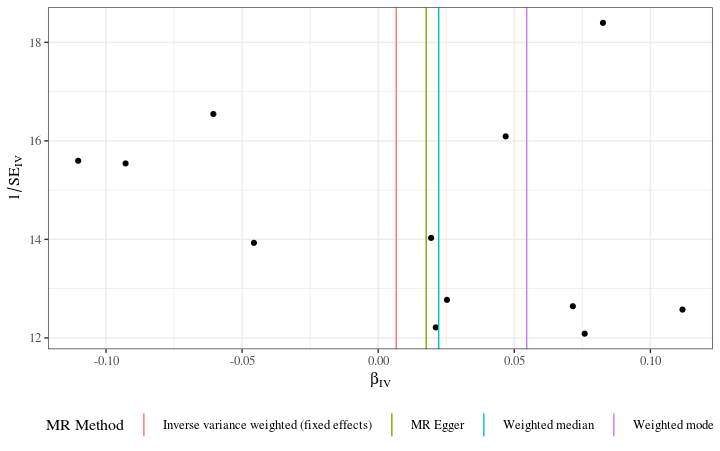 18
16
14
12
1/SE_IV
-0.10 -0.05 0.00 0.05 0.10
β_IV
MR Method Inverse variance weighted (fixed effects) MR Egger Weighted median Weighted mode